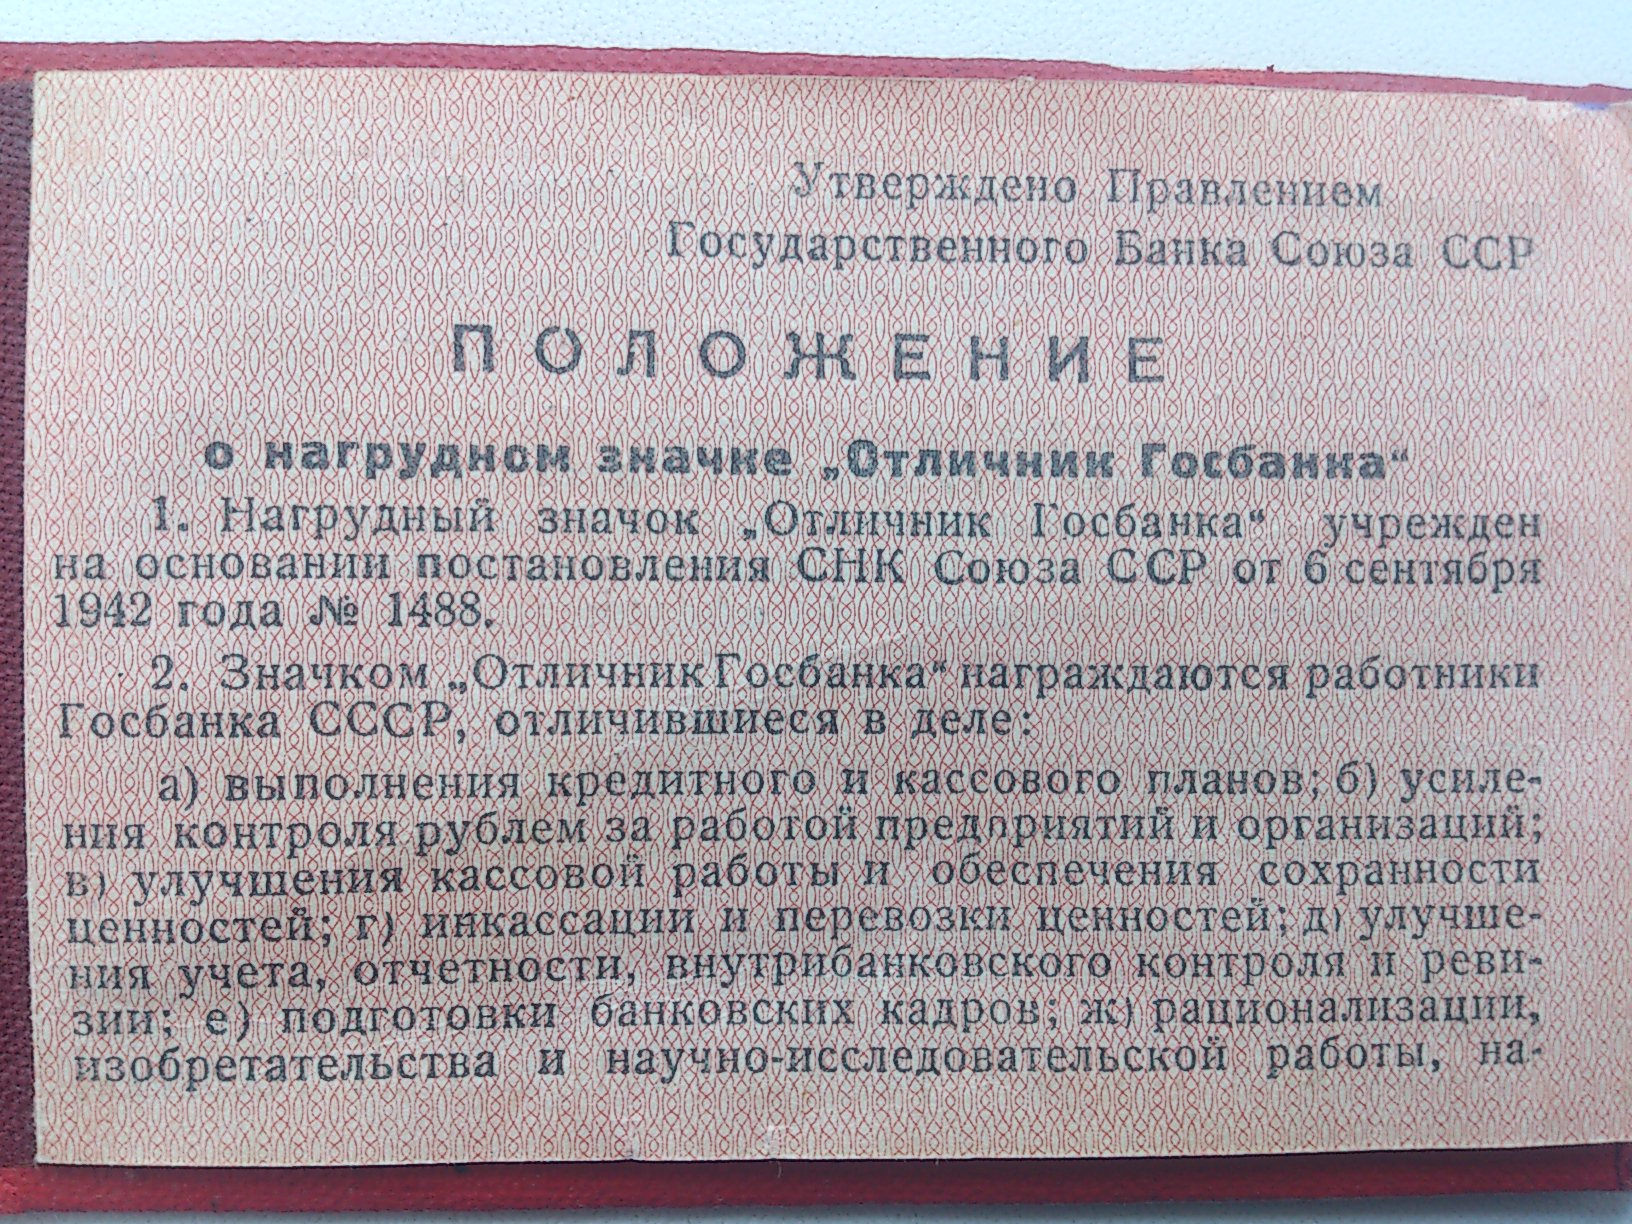 Утверждено Правлением
Государственного Банка Союза ССР
ПОЛОЖЕНИЕ
о нагрудном значке „Отличник Госбанка“
1. Нагрудный значок „Отличник Госбанка“ учрежден
на основании постановления СНК Союза ССР от 6 сентября
1942 года № 1488.
2. Значком „Отличник Госбанка“ награждаются работники
Госбанка СССР, отличившиеся в деле:
а) выполнения кредитного и кассового планов; б) усиле-
ния контроля рублем за работой предприятий и организаций;
в) улучшения кассовой работы и обеспечения сохранности
ценностей; г) инкассации и перевозки ценностей; д) улучше-
ния учета, отчетности, внутрибанковского контроля и реви-
зии; е) подготовки банковских кадров; ж) рационализации,
изобретательства и научно-исследовательской работы, на-